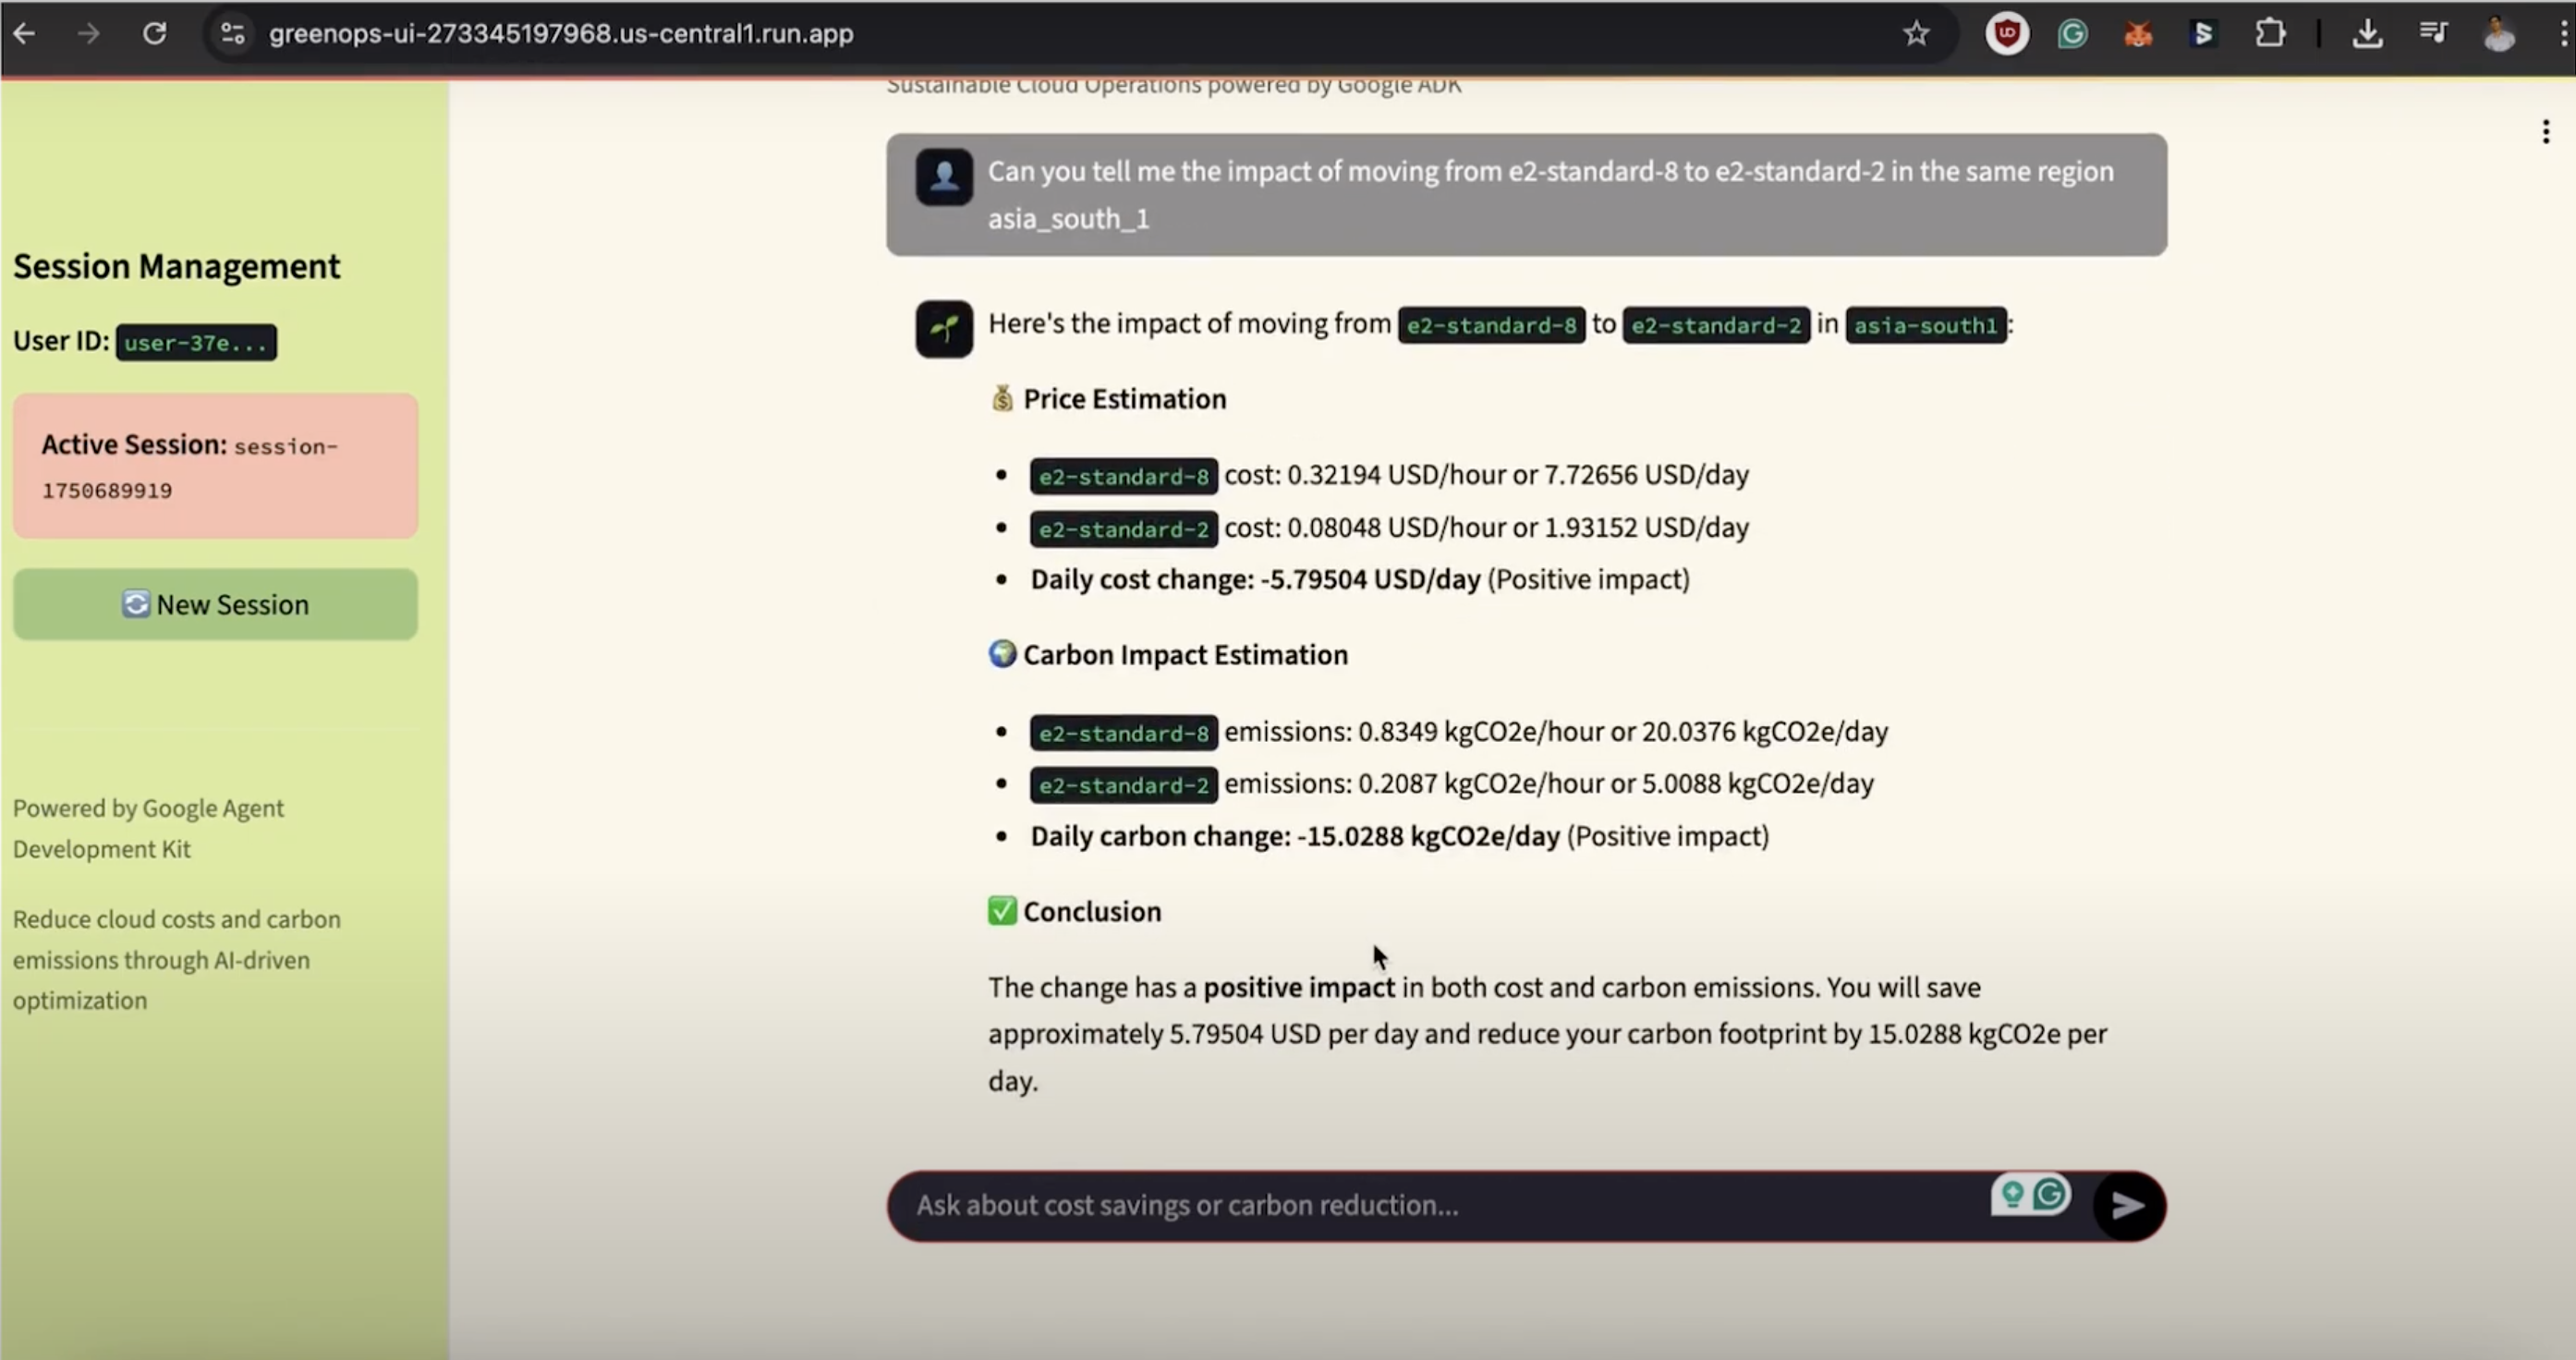 greenops-ui-273345197968.us-central1.run.app
Sustainable Cloud Operations powered by Google ADK
Session Management
User ID: user-37e...
Active Session: session-
1750689919
New Session
Powered by Google Agent
Development Kit
Reduce cloud costs and carbon
emissions through AI-driven
optimization
Can you tell me the impact of moving from e2-standard-8 to e2-standard-2 in the same region
asia_south_1
Here's the impact of moving from e2-standard-8 to e2-standard-2 in asia-south1:
Price Estimation
• e2-standard-8 cost: 0.32194 USD/hour or 7.72656 USD/day
• e2-standard-2 cost: 0.08048 USD/hour or 1.93152 USD/day
• Daily cost change: -5.79504 USD/day (Positive impact)
Carbon Impact Estimation
• e2-standard-8 emissions: 0.8349 kgCO2e/hour or 20.0376 kgCO2e/day
• e2-standard-2 emissions: 0.2087 kgCO2e/hour or 5.0088 kgCO2e/day
• Daily carbon change: -15.0288 kgCO2e/day (Positive impact)
Conclusion
The change has a positive impact in both cost and carbon emissions. You will save
approximately 5.79504 USD per day and reduce your carbon footprint by 15.0288 kgCO2e per
day.
Ask about cost savings or carbon reduction...